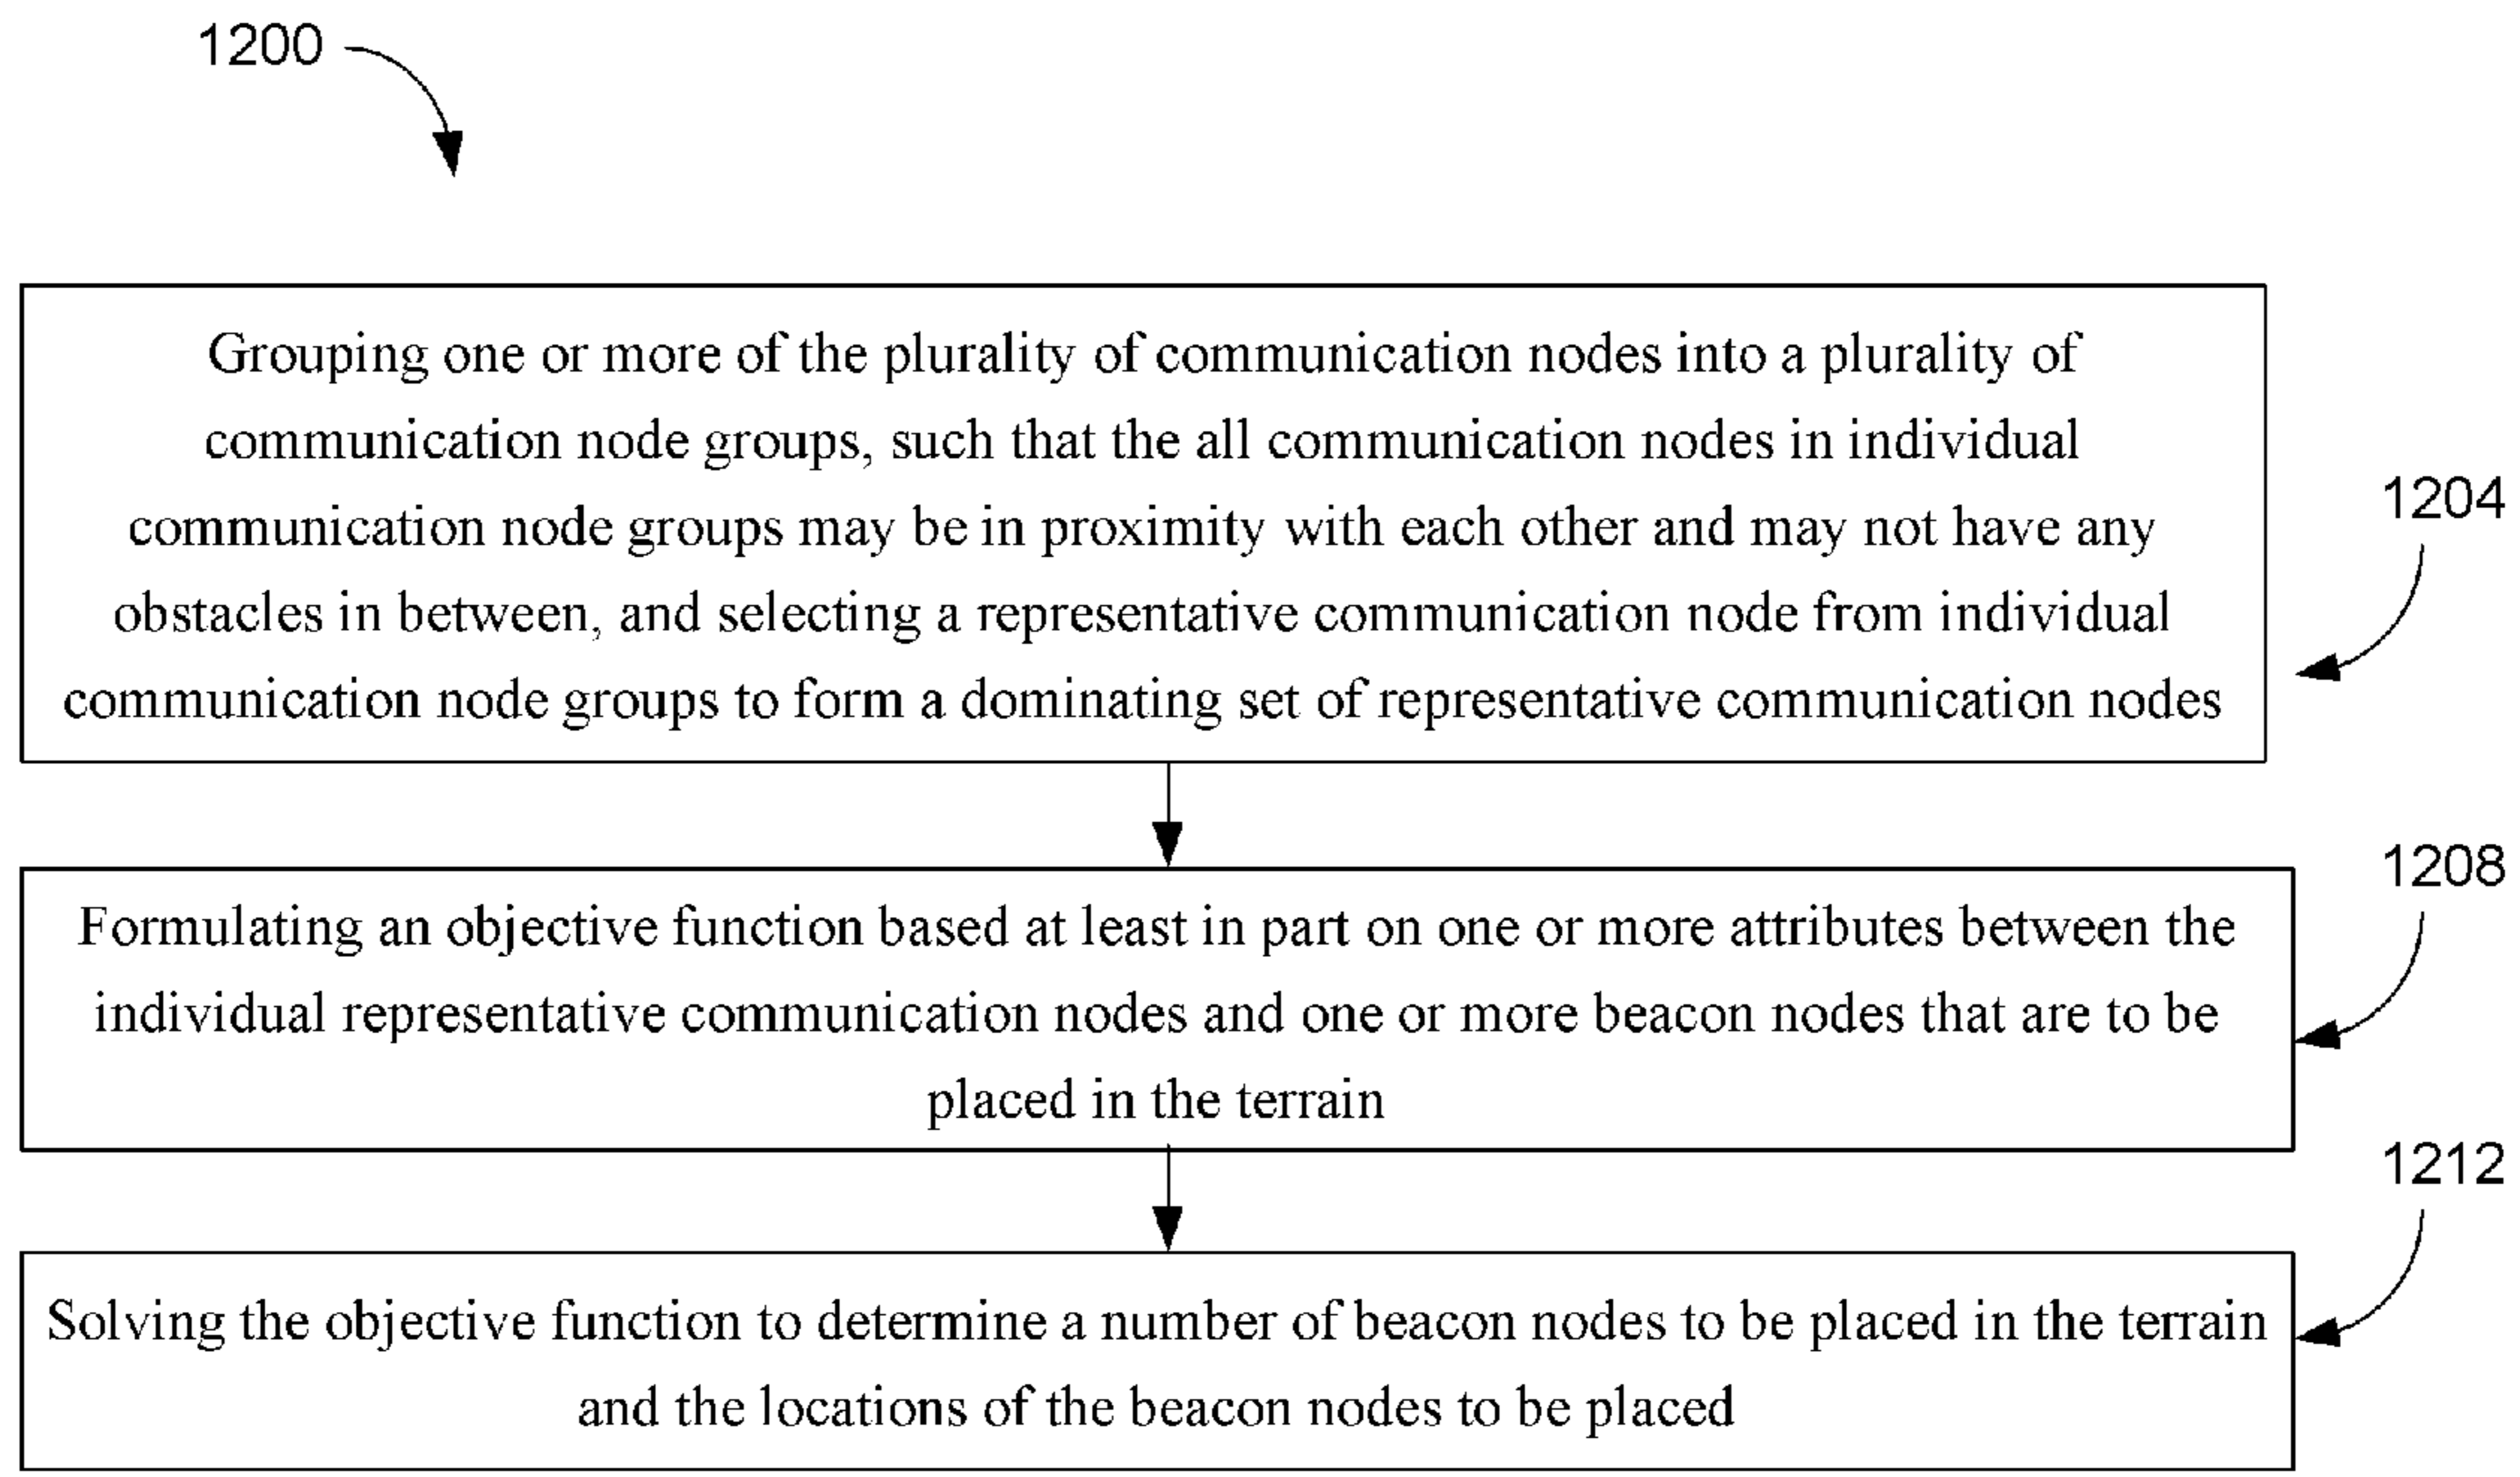 1200
Grouping one or more of the plurality of communication nodes into a plurality of
communication node groups, such that the all communication nodes in individual
communication node groups may be in proximity with each other and may not have any
obstacles in between, and selecting a representative communication node from individual
communication node groups to form a dominating set of representative communication nodes
1204
Formulating an objective function based at least in part on one or more attributes between the
individual representative communication nodes and one or more beacon nodes that are to be
placed in the terrain
1208
Solving the objective function to determine a number of beacon nodes to be placed in the terrain
and the locations of the beacon nodes to be placed
1212